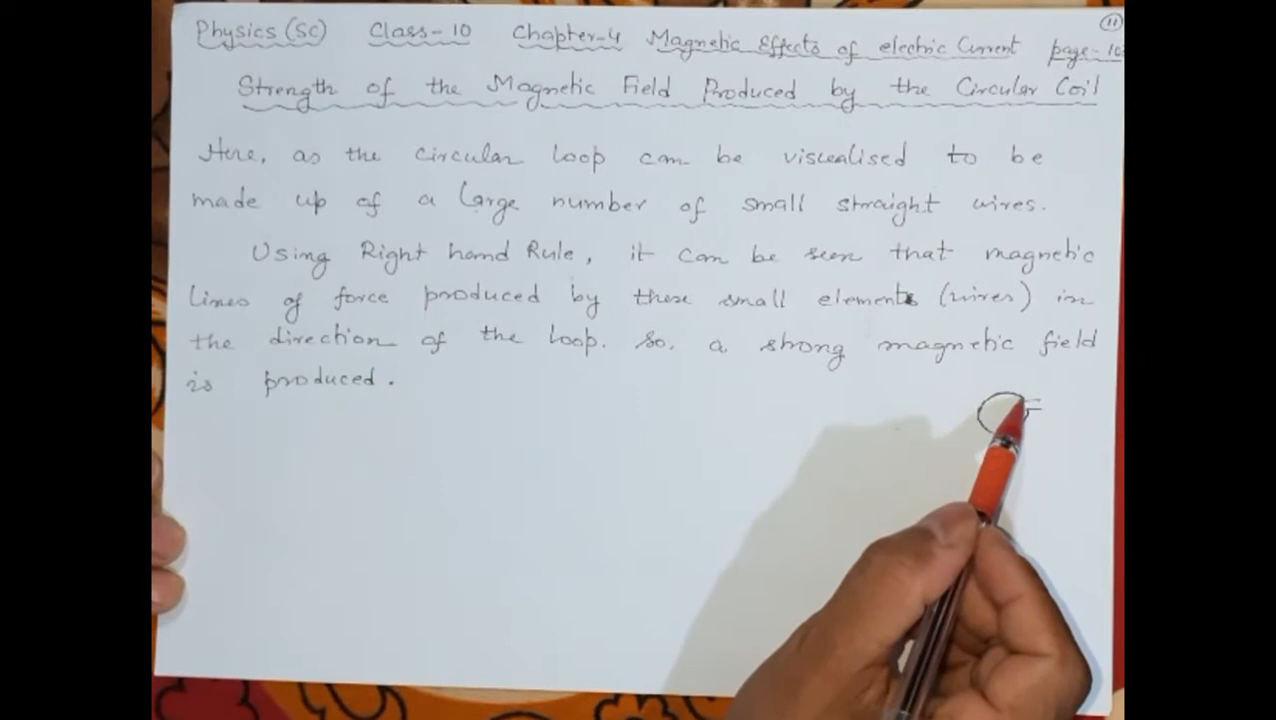 11
Physics (SC) Class-10 Chapter-4 Magnetic Effects of electric Current page-10
Strength of the Magnetic Field Produced by the Circular Coil
Here, as the circular loop can be visualised to be
made up of a large number of small straight wires.
Using Right hand Rule, it can be seen that magnetic
lines of force produced by these small elements (wires) in
the direction of the loop. So, a strong magnetic field
is produced.